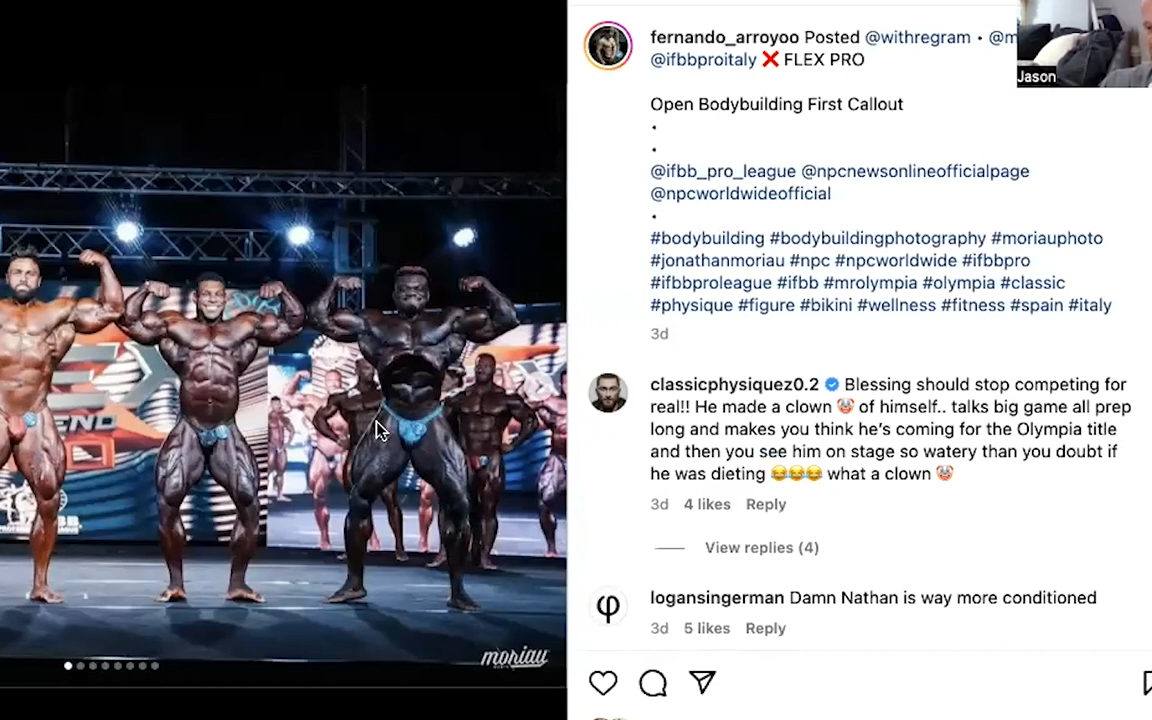 fernando_arroyoo Posted @withregram • @m
@ifbbproitaly ❌ FLEX PRO
Jason
Open Bodybuilding First Callout
•
•
@ifbb_pro_league @npcnewsonlineofficialpage
@npcworldwideofficial
•
#bodybuilding #bodybuildingphotography #moriauphoto
#jonathanmoriau #npc #npcworldwide #ifbbpro
#ifbbproleague #ifbb #mrolympia #olympia #classic
#physique #figure #bikini #wellness #fitness #spain #italy
3d
classicphysiquez0.2 Blessing should stop competing for
real!! He made a clown 🤡 of himself.. talks big game all prep
long and makes you think he's coming for the Olympia title
and then you see him on stage so watery than you doubt if
he was dieting 😂😂😂 what a clown 🤡
3d 4 likes Reply
View replies (4)
logansingerman Damn Nathan is way more conditioned
3d 5 likes Reply
moriau